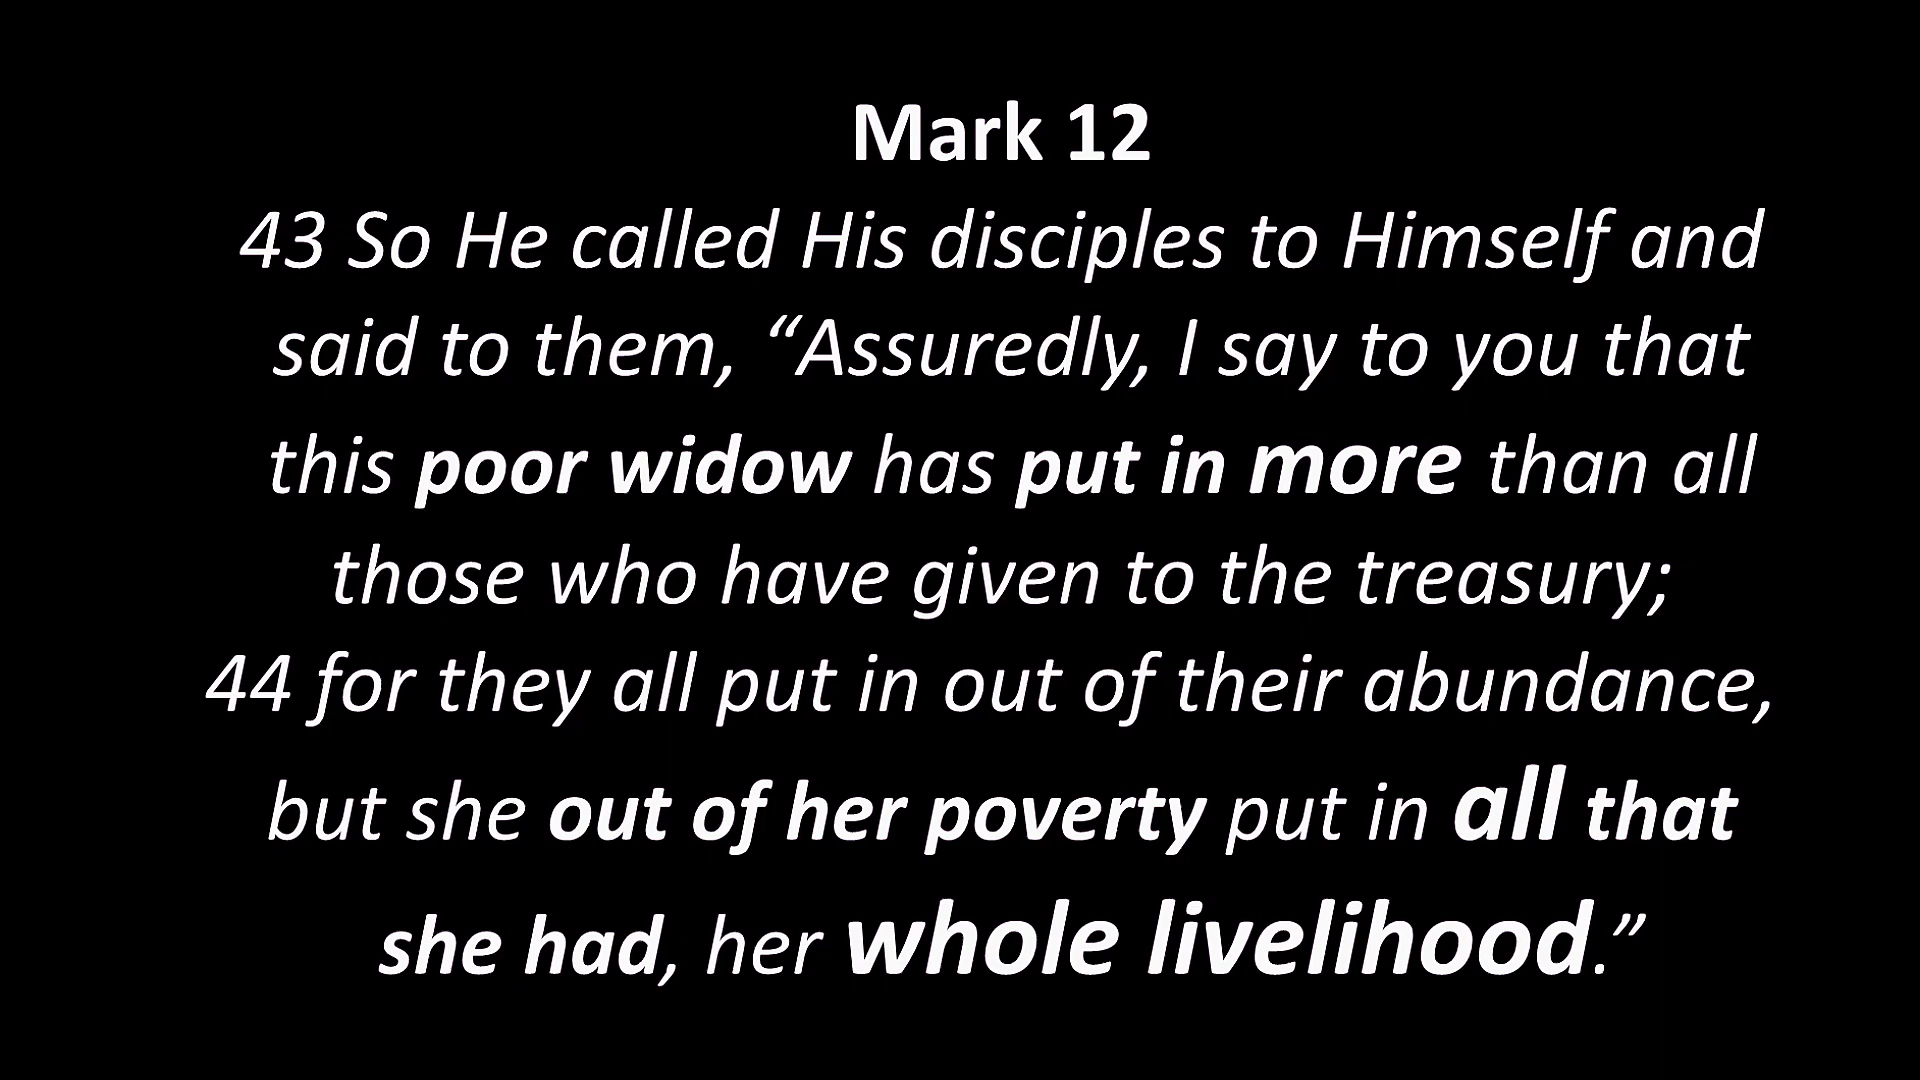 Mark 12
43 So He called His disciples to Himself and
said to them, “Assuredly, I say to you that
this poor widow has put in more than all
those who have given to the treasury;
44 for they all put in out of their abundance,
but she out of her poverty put in all that
she had, her whole livelihood.”